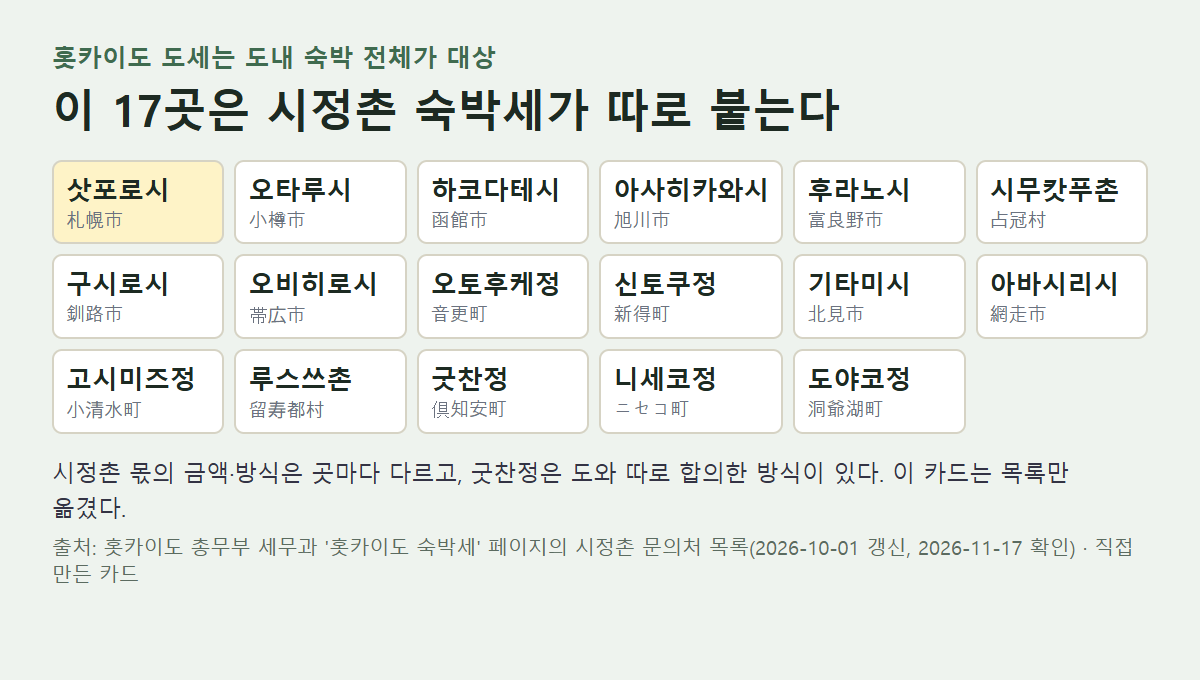 홋카이도 도세는 도내 숙박 전체가 대상
이 17곳은 시정촌 숙박세가 따로 붙는다
삿포로시
札幌市
오타루시
小樽市
하코다테시
函館市
아사히카와시
旭川市
후라노시
富良野市
시무캇푸촌
占冠村
구시로시
釧路市
오비히로시
帯広市
오토후케정
音更町
신토쿠정
新得町
기타미시
北見市
아바시리시
網走市
고시미즈정
小清水町
루스쓰촌
留寿都村
굿찬정
倶知安町
니세코정
ニセコ町
도야코정
洞爺湖町
시정촌 몫의 금액·방식은 곳마다 다르고, 굿찬정은 도와 따로 합의한 방식이 있다. 이 카드는 목록만
옮겼다.
출처: 홋카이도 총무부 세무과 '홋카이도 숙박세' 페이지의 시정촌 문의처 목록(2026-10-01 갱신, 2026-11-17 확인) · 직접
만든 카드